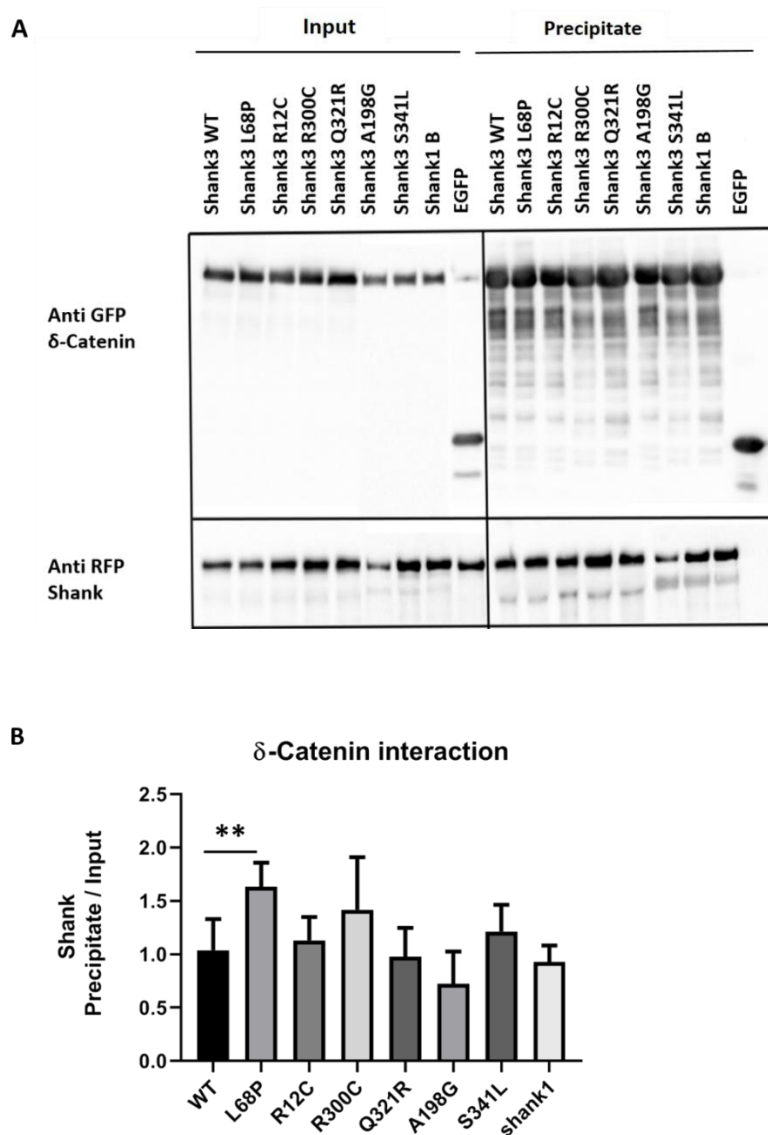 A
Input
Precipitate
Shank3 WT
Shank3 L68P
Shank3 R12C
Shank3 R300C
Shank3 Q321R
Shank3 A198G
Shank3 S341L
Shank1 B
EGFP
Shank3 WT
Shank3 L68P
Shank3 R12C
Shank3 R300C
Shank3 Q321R
Shank3 A198G
Shank3 S341L
Shank1 B
EGFP
Anti GFP
δ-Catenin
Anti RFP
Shank
B
δ-Catenin interaction
Shank
Precipitate / Input
2.5
2.0
1.5
1.0
0.5
0.0
**
WT
L68P
R12C
R300C
Q321R
A198G
S341L
shank1